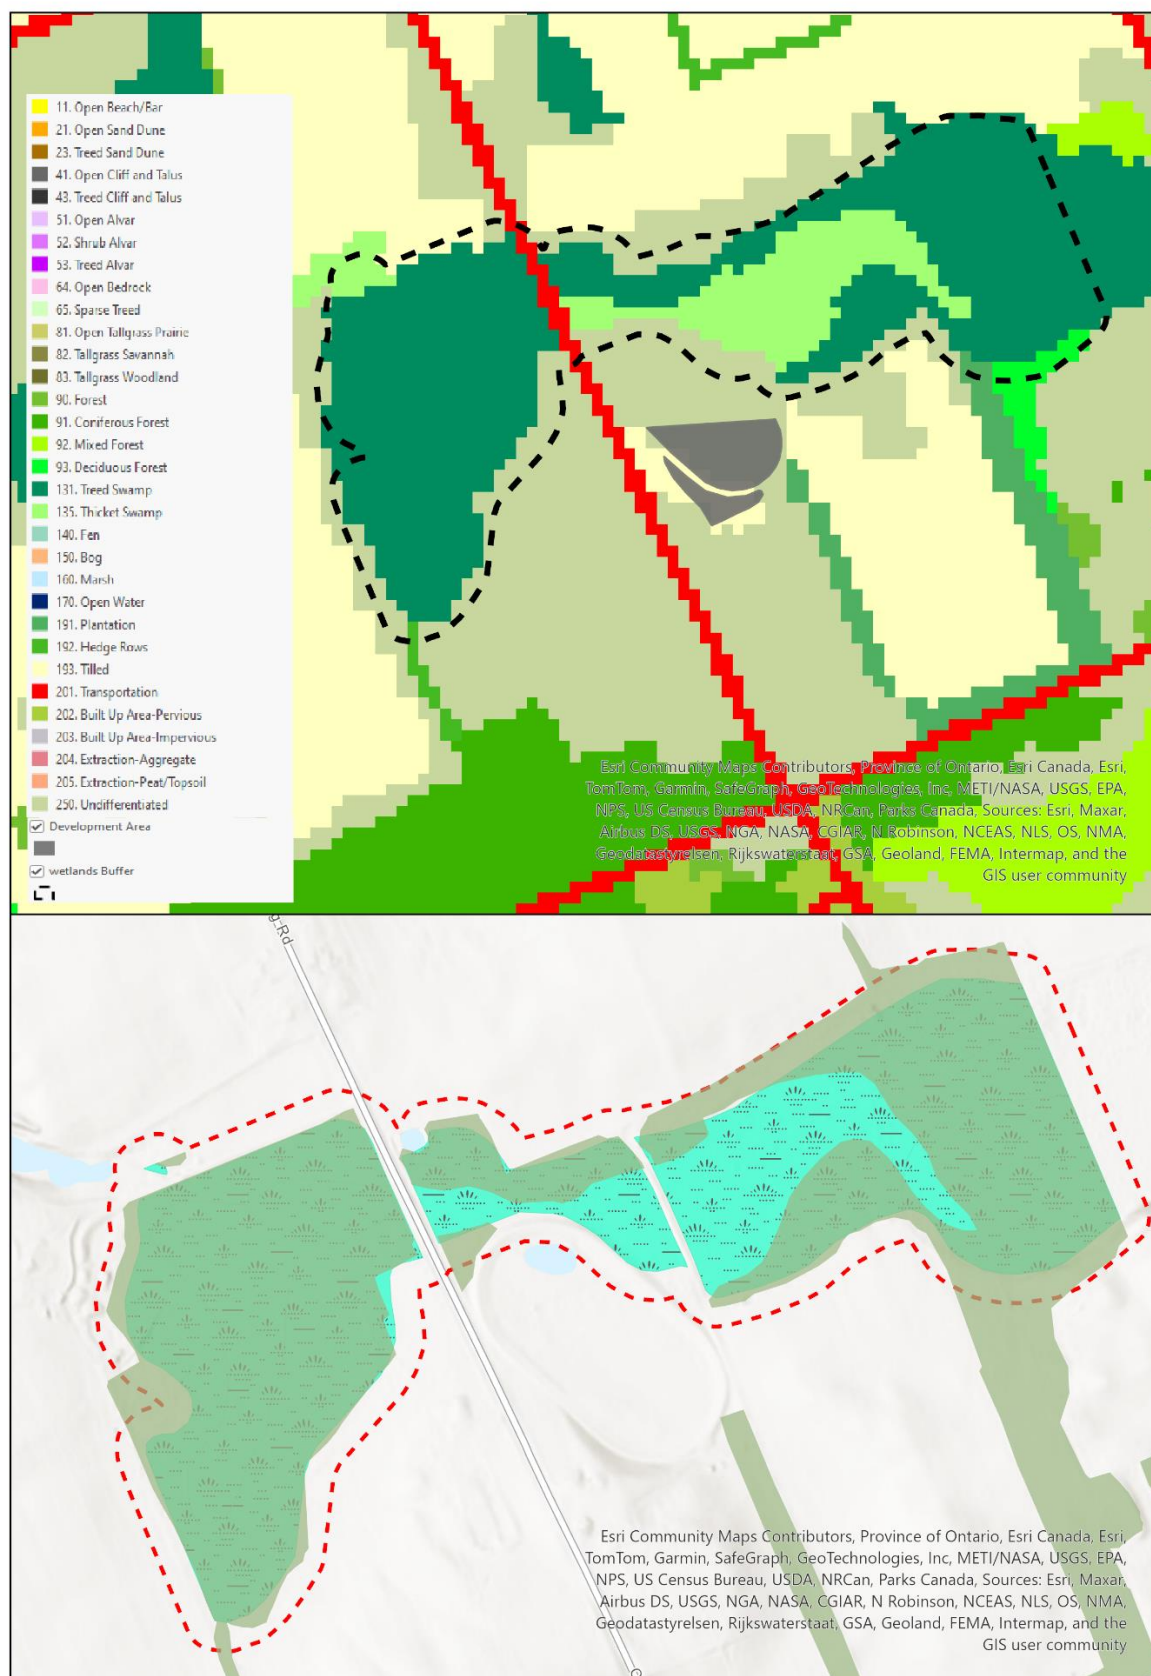 11. Open Beach/Bar
21. Open Sand Dune
23. Treed Sand Dune
41. Open Cliff and Talus
43. Treed Cliff and Talus
51. Open Alvar
52. Shrub Alvar
53. Treed Alvar
64. Open Bedrock
65. Sparse Treed
81. Open Tallgrass Prairie
82. Tallgrass Savannah
83. Tallgrass Woodland
90. Forest
91. Coniferous Forest
92. Mixed Forest
93. Deciduous Forest
131. Treed Swamp
135. Thicket Swamp
140. Fen
150. Bog
160. Marsh
170. Open Water
191. Plantation
192. Hedge Rows
193. Tilled
201. Transportation
202. Built Up Area-Pervious
203. Built Up Area-Impervious
204. Extraction-Aggregate
205. Extraction-Peat/Topsoil
250. Undifferentiated
Development Area
wetlands Buffer
Esri Community Maps Contributors, Province of Ontario, Esri Canada, Esri,
TomTom, Garmin, SafeGraph, GeoTechnologies, Inc, METI/NASA, USGS, EPA,
NPS, US Census Bureau, USDA, NRCan, Parks Canada, Sources: Esri, Maxar,
Airbus DS, USGS, NGA, NASA, CGIAR, N Robinson, NCEAS, NLS, OS, NMA,
Geodatastyrelsen, Rijkswaterstaat, GSA, Geoland, FEMA, Intermap, and the
GIS user community
g-Rd
Esri Community Maps Contributors, Province of Ontario, Esri Canada, Esri,
TomTom, Garmin, SafeGraph, GeoTechnologies, Inc, METI/NASA, USGS, EPA,
NPS, US Census Bureau, USDA, NRCan, Parks Canada, Sources: Esri, Maxar,
Airbus DS, USGS, NGA, NASA, CGIAR, N Robinson, NCEAS, NLS, OS, NMA,
Geodatastyrelsen, Rijkswaterstaat, GSA, Geoland, FEMA, Intermap, and the
GIS user community